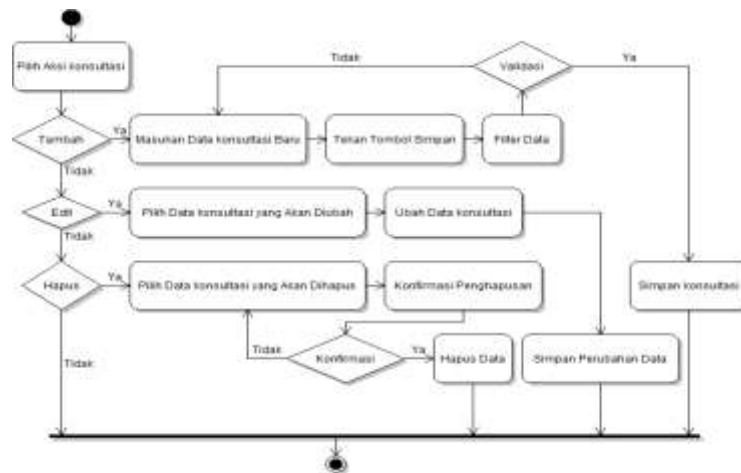 Pilih Aksi konsultasi
Tidak
Validasi
Ya
Tambah
Ya
Masukan Data konsultasi Baru
Tekan Tombol Simpan
Filter Data
Tidak
Edit
Ya
Pilih Data konsultasi yang Akan Diubah
Ubah Data konsultasi
Tidak
Hapus
Ya
Pilih Data konsultasi yang Akan Dihapus
Konfirmasi Penghapusan
Simpan konsultasi
Tidak
Tidak
Konfirmasi
Ya
Hapus Data
Simpan Perubahan Data